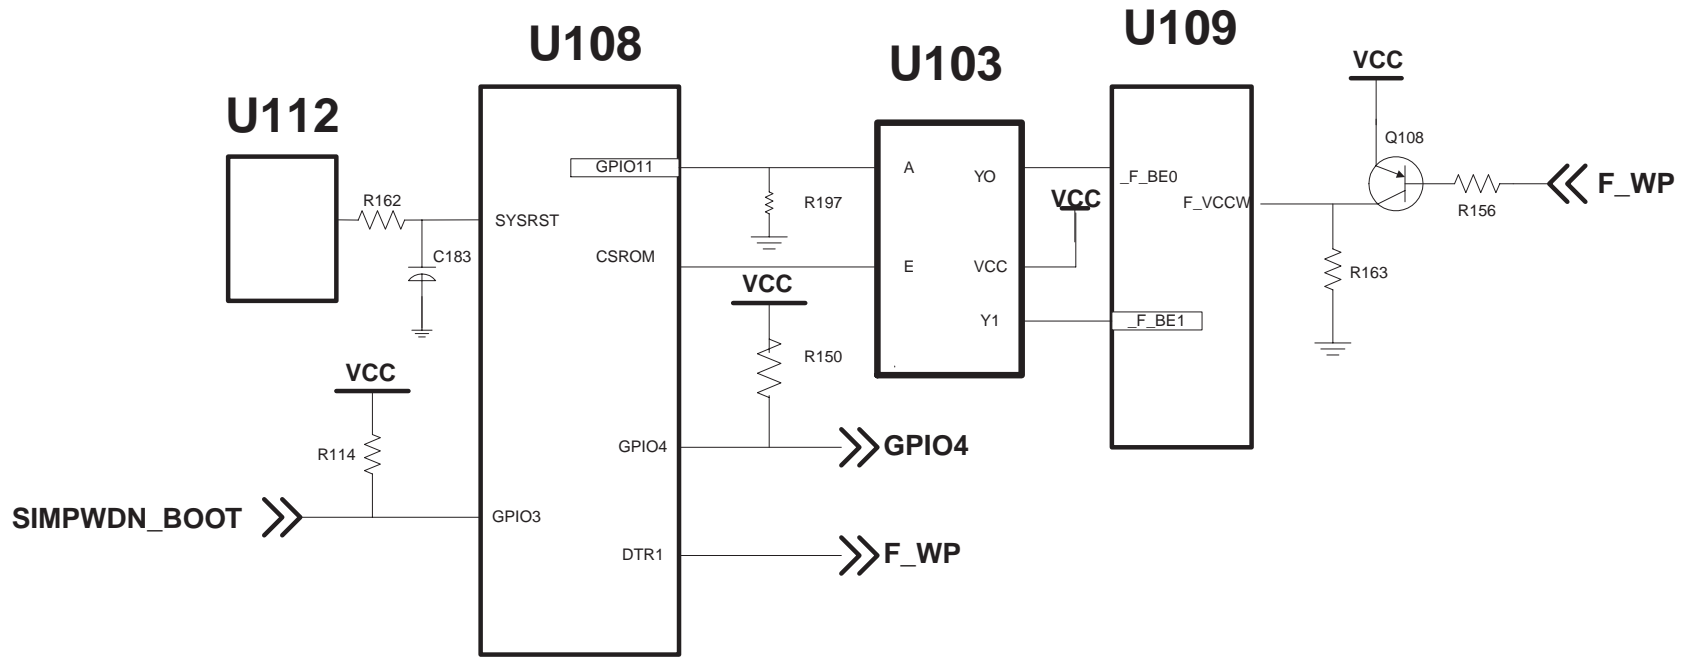 U108
U103
U109
U112
VCC
Q108
GPIO11
A
YO
_F_BE0
F_WP
R162
R197
VCC
F_VCCW
R156
SYSRST
C183
CSROM
E
VCC
R163
VCC
Y1
_F_BE1
R150
VCC
R114
GPIO4
GPIO4
SIMPWDN_BOOT
GPIO3
DTR1
F_WP